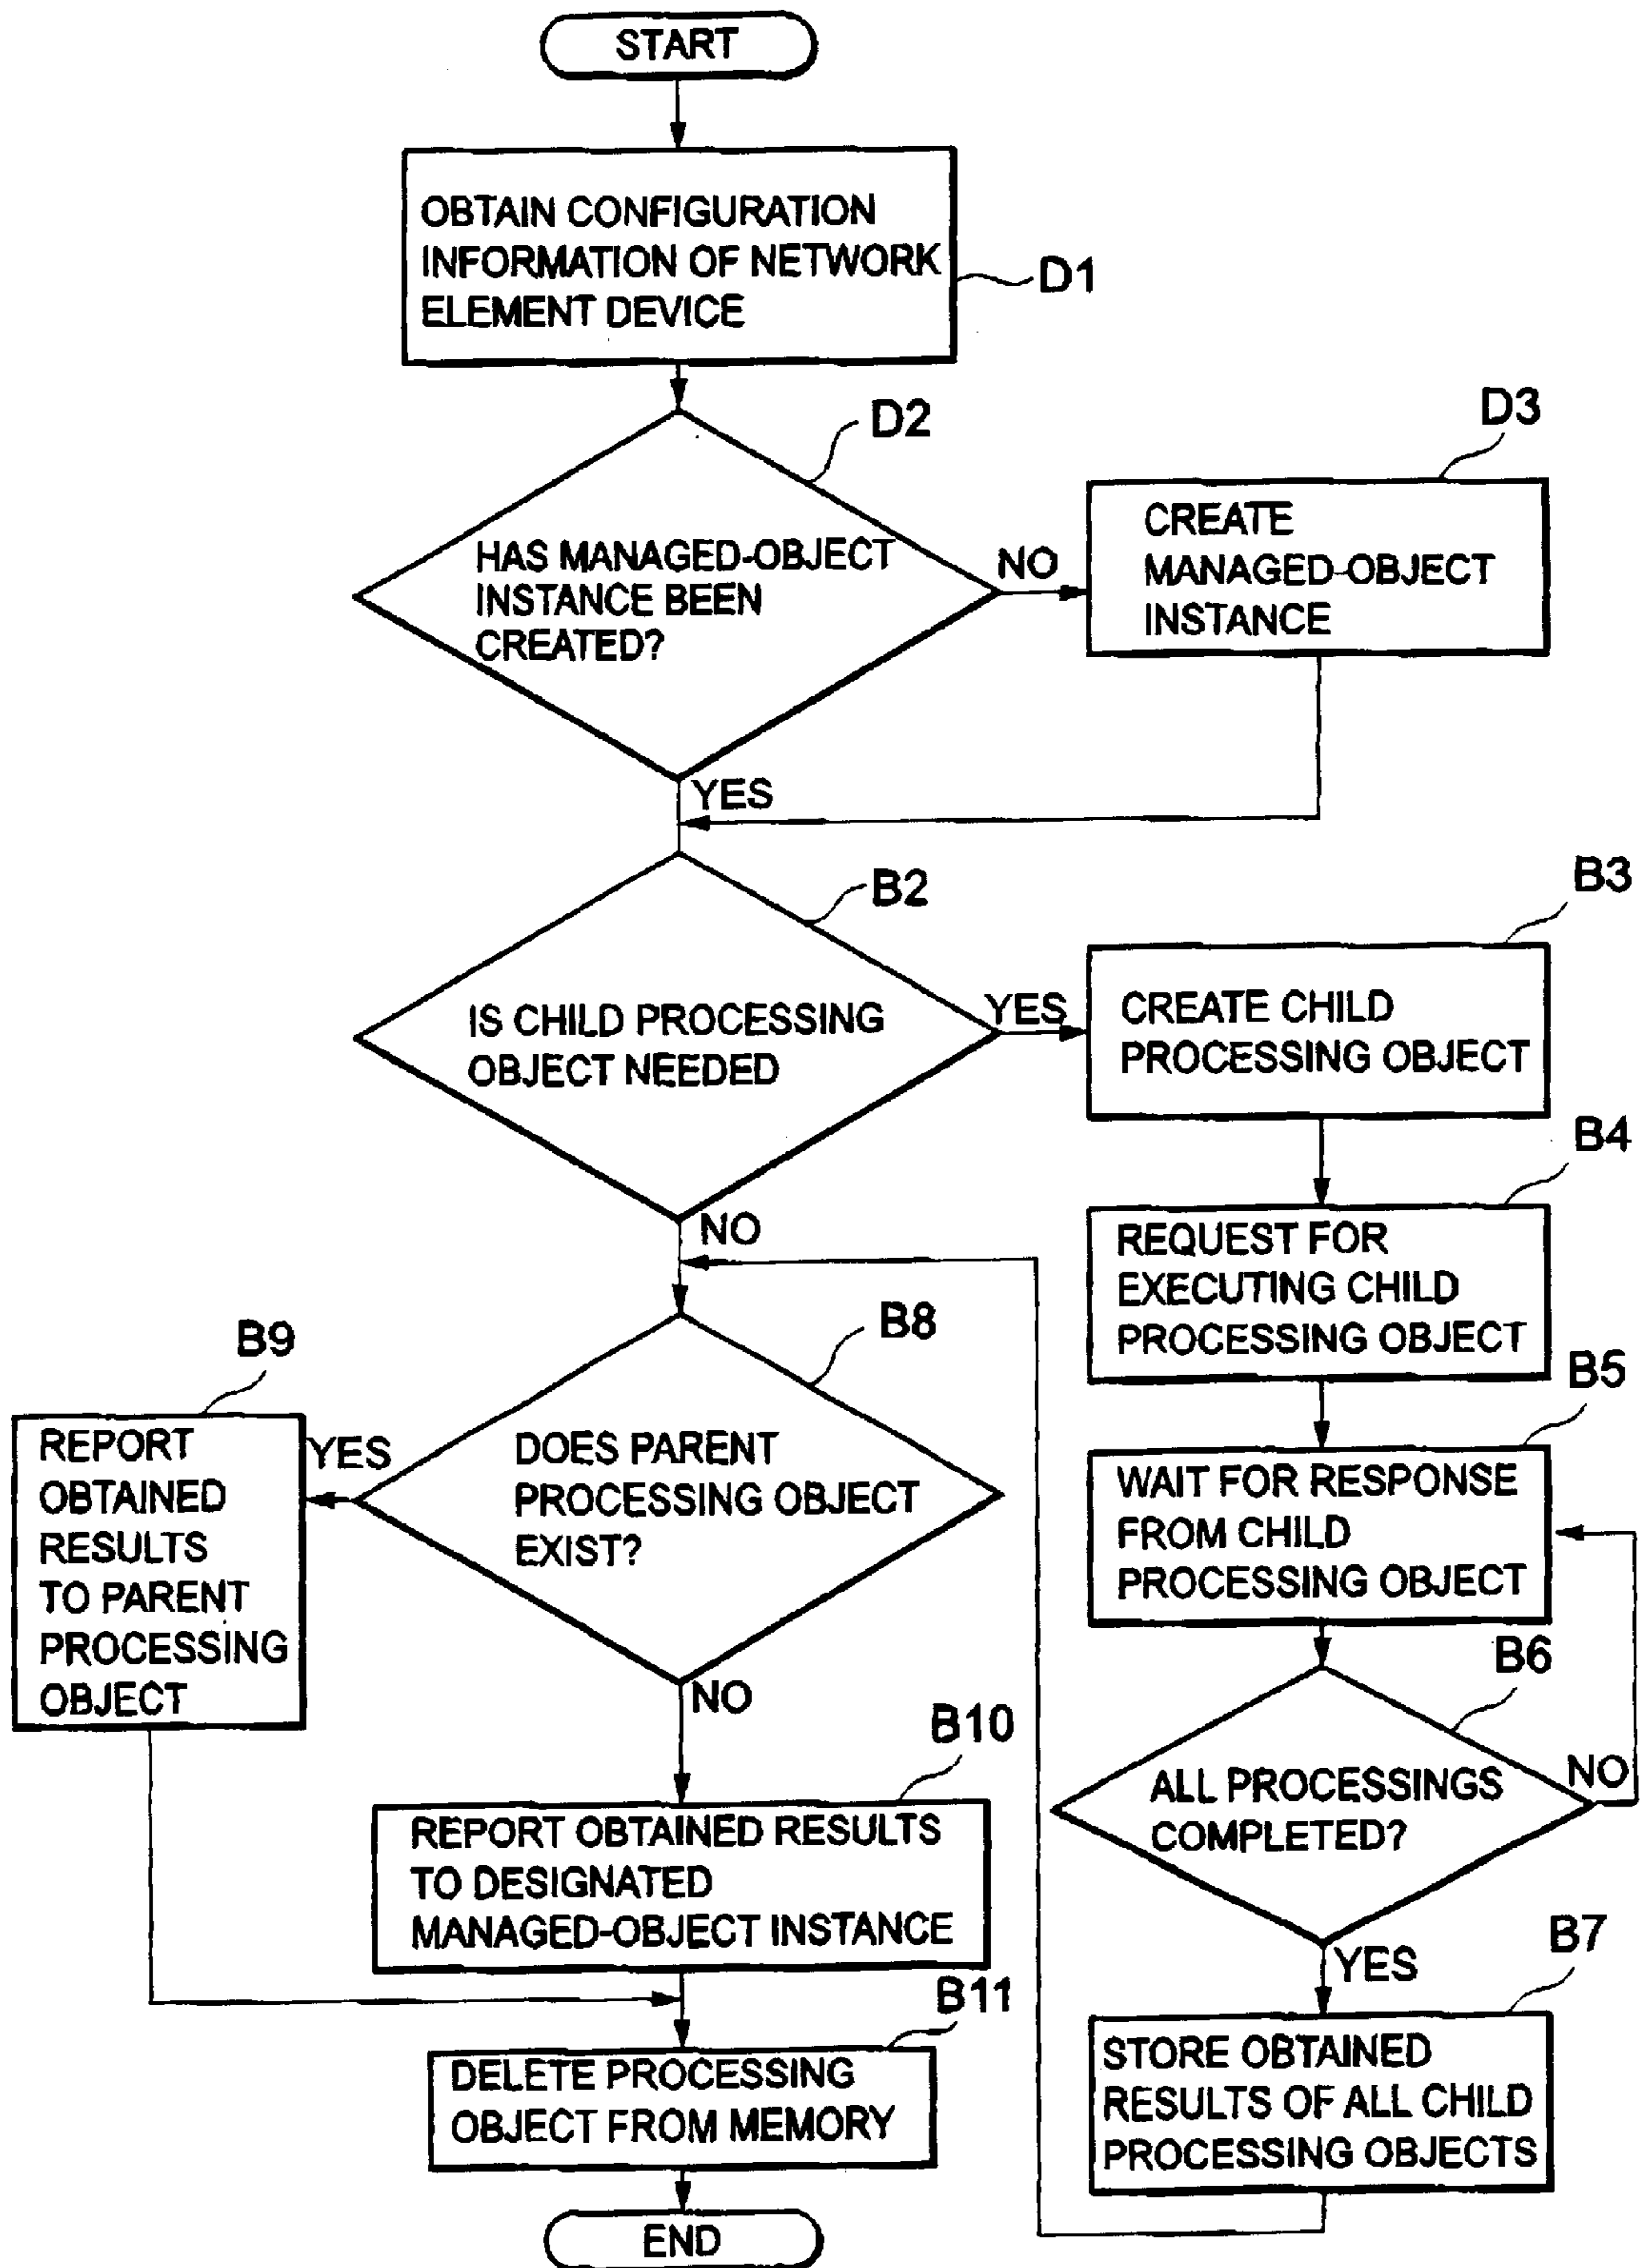 START
OBTAIN CONFIGURATION
INFORMATION OF NETWORK
ELEMENT DEVICE
D1
D2
HAS MANAGED-OBJECT
INSTANCE BEEN
CREATED?
NO
D3
CREATE
MANAGED-OBJECT
INSTANCE
YES
B2
IS CHILD PROCESSING
OBJECT NEEDED
YES
B3
CREATE CHILD
PROCESSING OBJECT
B4
REQUEST FOR
EXECUTING CHILD
PROCESSING OBJECT
NO
B8
DOES PARENT
PROCESSING OBJECT
EXIST?
YES
B9
REPORT
OBTAINED
RESULTS
TO PARENT
PROCESSING
OBJECT
B5
WAIT FOR RESPONSE
FROM CHILD
PROCESSING OBJECT
B6
ALL PROCESSINGS
COMPLETED?
NO
NO
B10
REPORT OBTAINED RESULTS
TO DESIGNATED
MANAGED-OBJECT INSTANCE
YES
B7
STORE OBTAINED
RESULTS OF ALL CHILD
PROCESSING OBJECTS
B11
DELETE PROCESSING
OBJECT FROM MEMORY
END